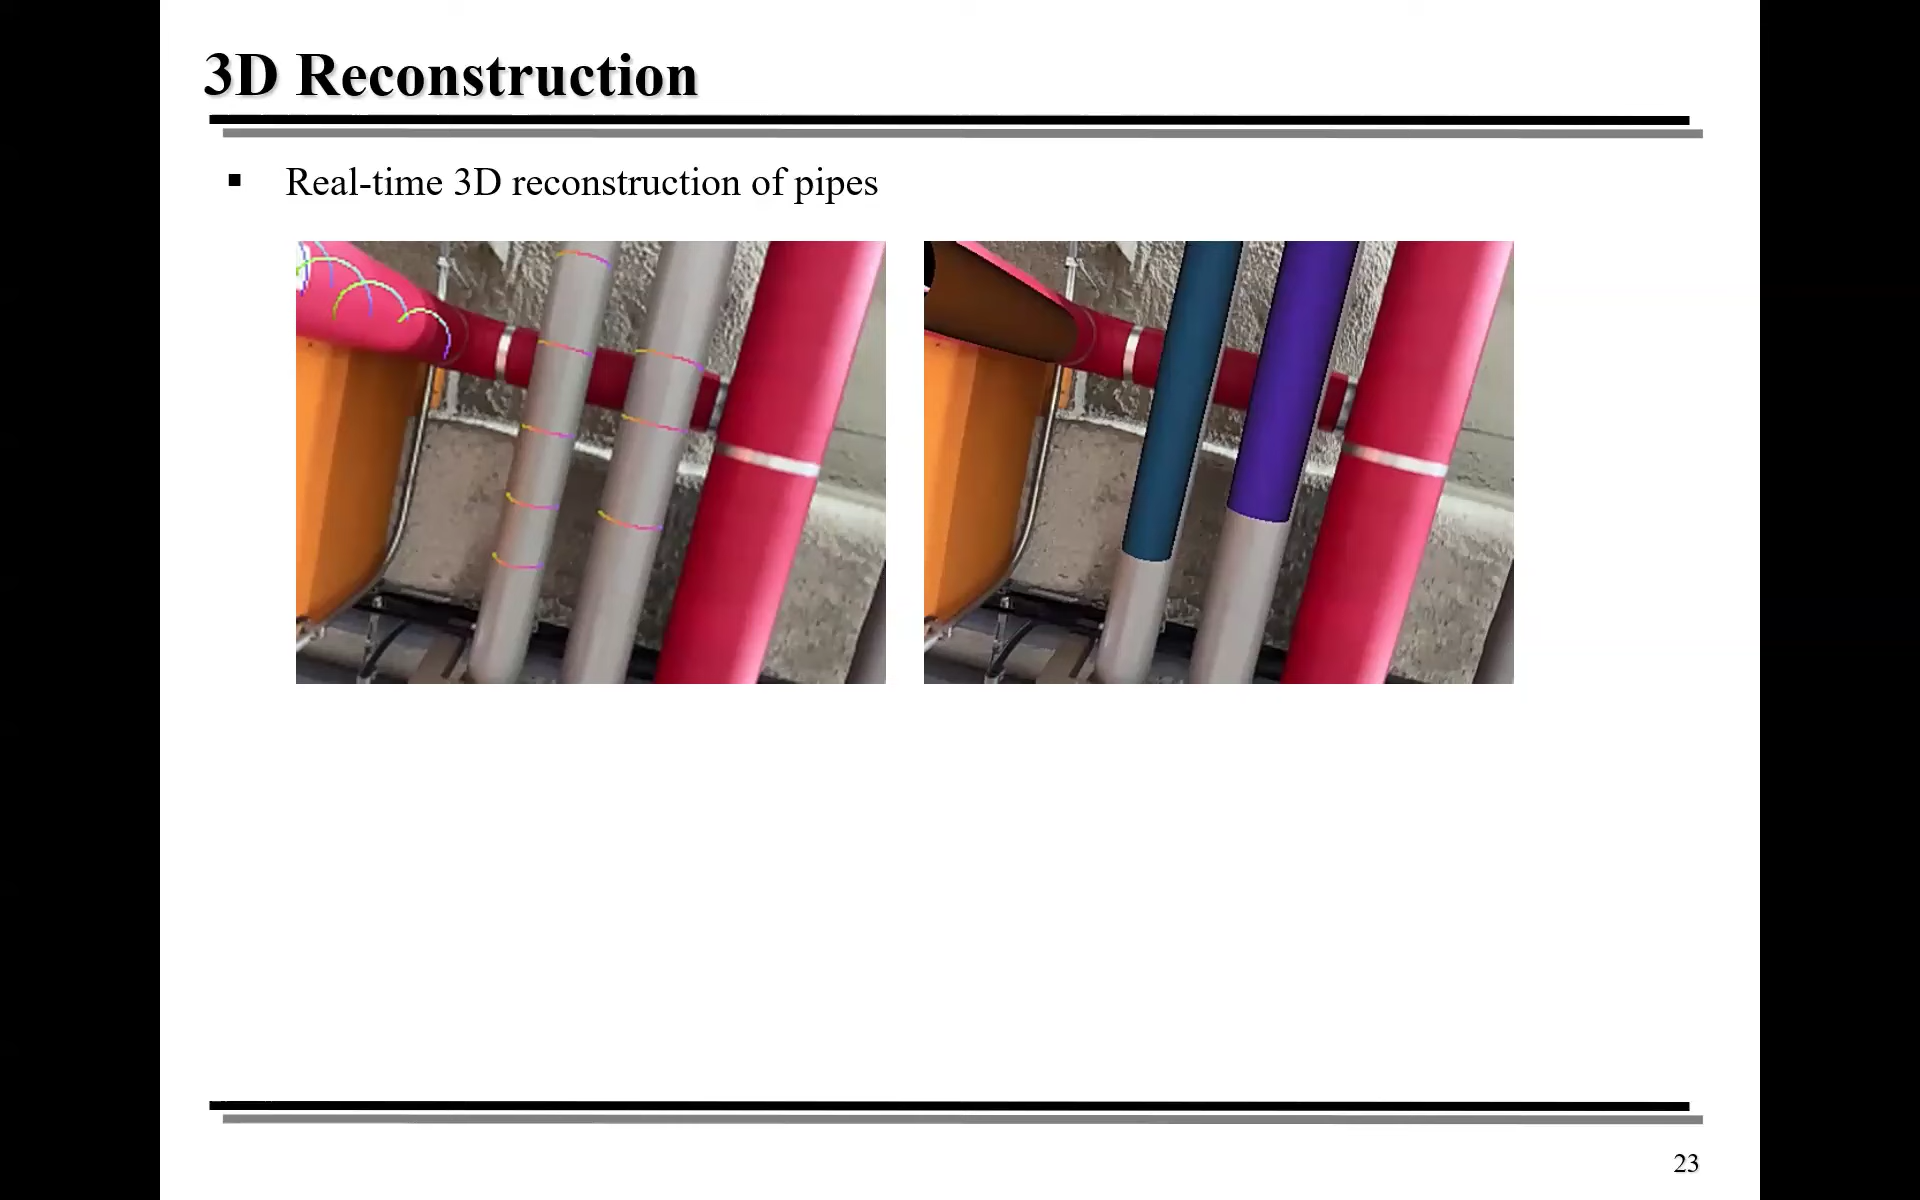 3D Reconstruction
▪ Real-time 3D reconstruction of pipes
23